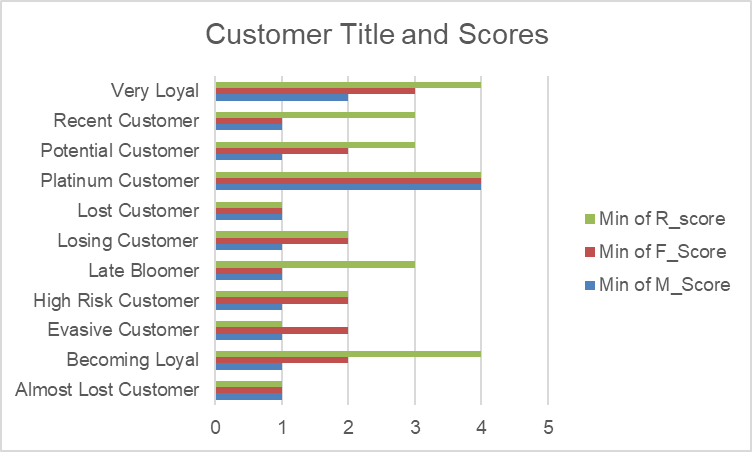 Customer Title and Scores
Very Loyal
Recent Customer
Potential Customer
Platinum Customer
Lost Customer
Losing Customer
Late Bloomer
High Risk Customer
Evasive Customer
Becoming Loyal
Almost Lost Customer
0 1 2 3 4 5
Min of R_score
Min of F_Score
Min of M_Score